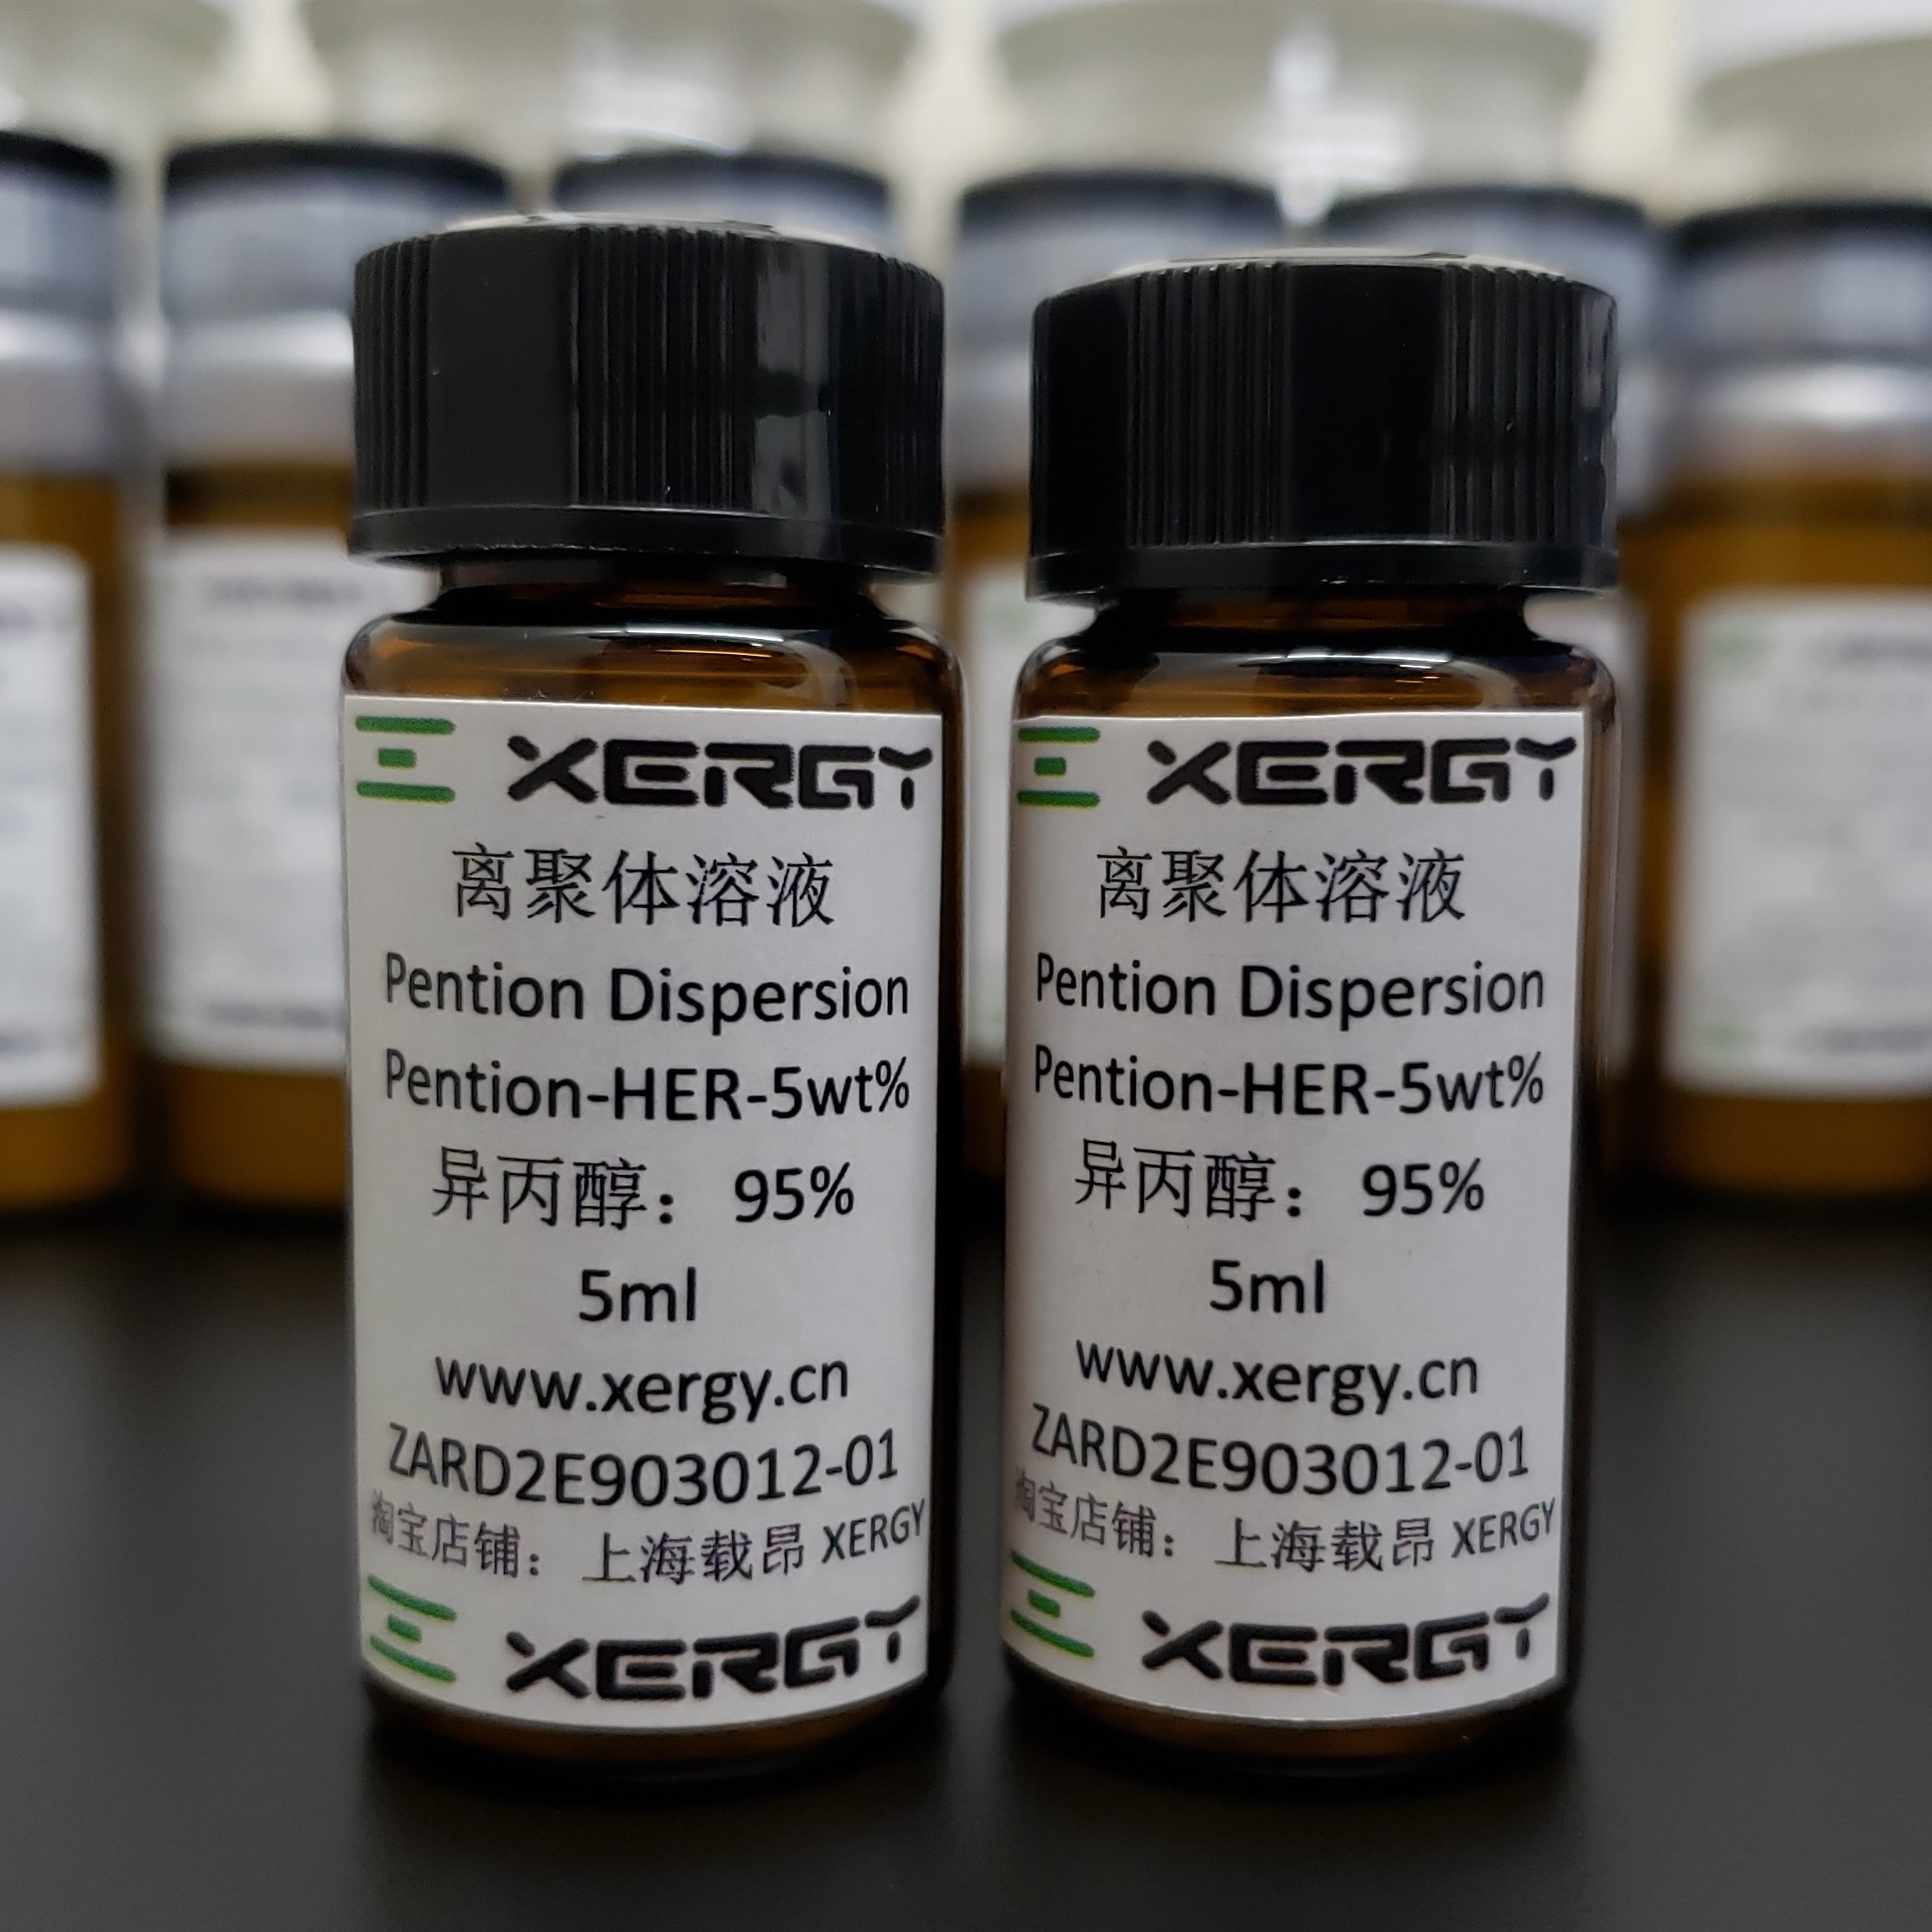 XERGY
离聚体溶液
Pention Dispersion
Pention-HER-5wt%
异丙醇：95%
5ml
www.xergy.cn
ZARD2E903012-01
淘宝店铺：上海载昂 XERGY
XERGY
XERGY
离聚体溶液
Pention Dispersion
Pention-HER-5wt%
异丙醇：95%
5ml
www.xergy.cn
ZARD2E903012-01
淘宝店铺：上海载昂 XERGY
XERGY